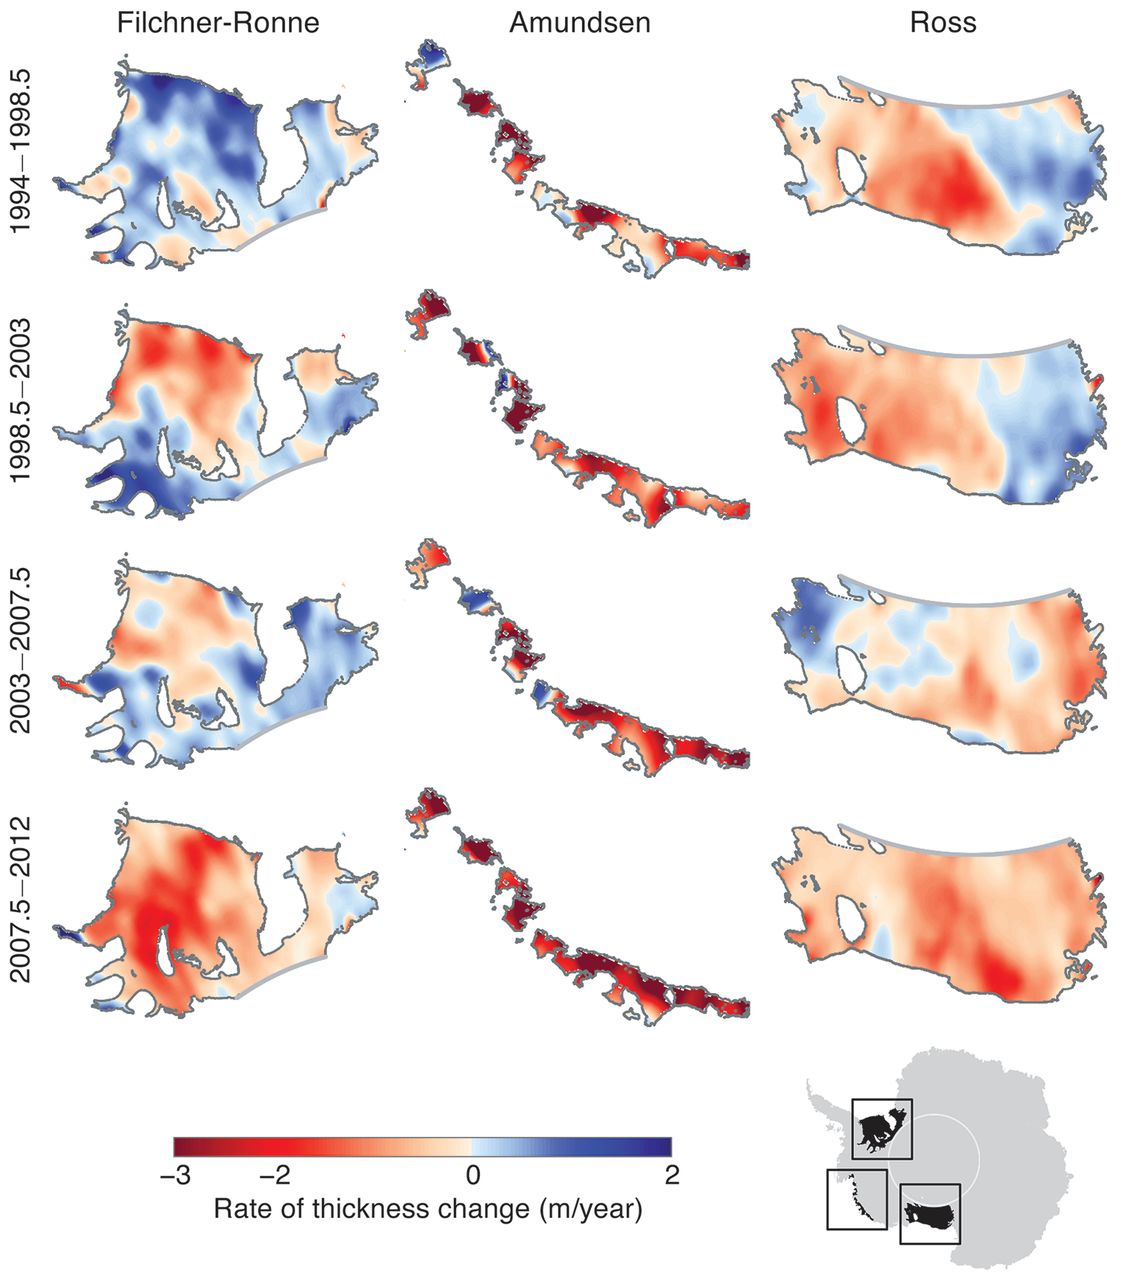 Filchner-Ronne Amundsen Ross
1994–1998.5
1998.5–2003
2003–2007.5
2007.5–2012
−3 −2 0 2
Rate of thickness change (m/year)